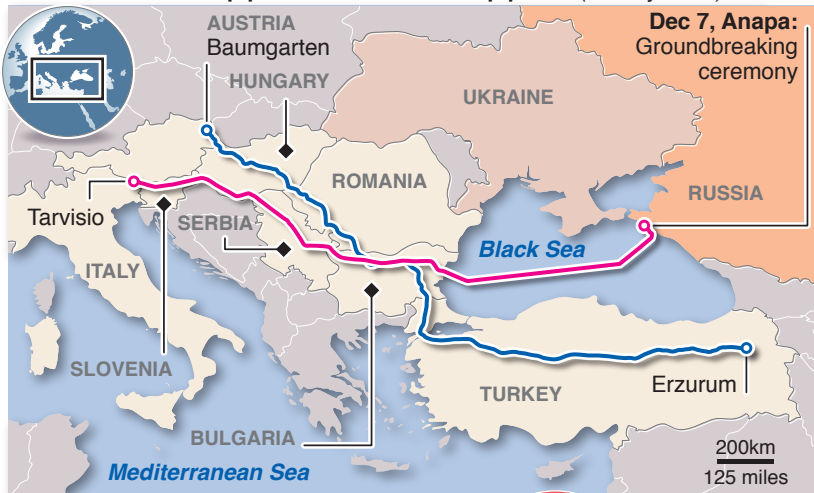 AUSTRIA
Baumgarten
HUNGARY
Dec 7, Anapa:
Groundbreaking
ceremony
UKRAINE
ROMANIA
RUSSIA
Tarvisio
SERBIA
Black Sea
ITALY
SLOVENIA
TURKEY
Erzurum
BULGARIA
Mediterranean Sea
200km
125 miles